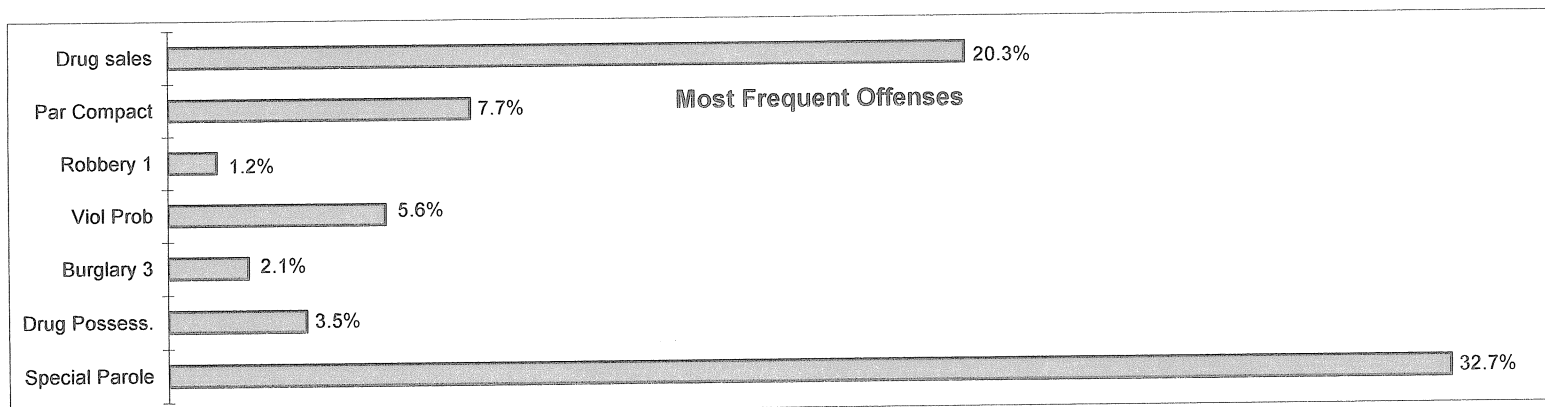 Drug sales 20.3%
Most Frequent Offenses
Par Compact 7.7%
Robbery 1 1.2%
Viol Prob 5.6%
Burglary 3 2.1%
Drug Possess. 3.5%
Special Parole 32.7%